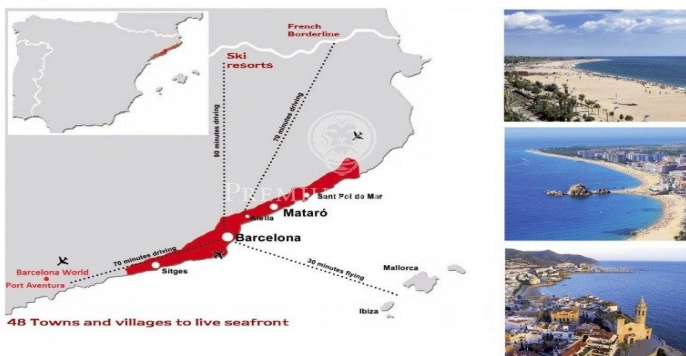 French
Borderline
Ski
resorts
90 minutes driving
70 minutes driving
PREMIU
Sant Pol de Mar
Mataró
Alella
Barcelona
70 minutes driving
Barcelona World
Port Aventura
Sitges
30 minutes flying
Mallorca
Ibiza
48 Towns and villages to live seafront